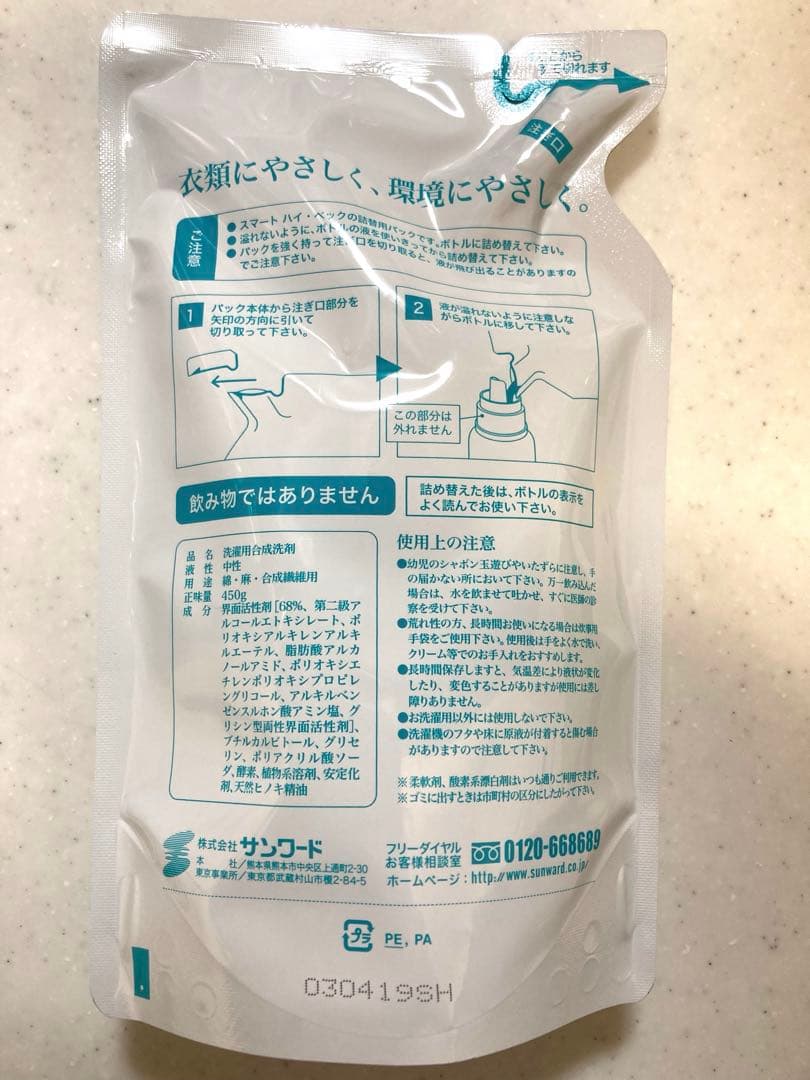 ここから
手で切れます
注ぎ口
衣類にやさしく、環境にやさしく。
ご注意
●スマート ハイ・ベックの詰替用パックです。ボトルに詰め替えて下さい。
●溢れないように、ボトルの液を使いきってから詰め替えて下さい。
●パックを強く持って注ぎ口を切り取ると、液が飛び出ることがありますの
でご注意下さい。
1 パック本体から注ぎ口部分を
矢印の方向に引いて
切り取って下さい。
2 液が溢れないように注意しな
がらボトルに移して下さい。
この部分は
外れません
飲み物ではありません
詰め替えた後は、ボトルの表示を
よく読んでお使い下さい。
品名 洗濯用合成洗剤
液性 中性
用途 綿・麻・合成繊維用
正味量 450g
成分 界面活性剤[68%、第二級ア
ルコールエトキシレート、ポ
リオキシアルキレンアルキ
ルエーテル、脂肪酸アルカ
ノールアミド、ポリオキシエ
チレンポリオキシプロピレ
ングリコール、アルキルベン
ゼンスルホン酸アミン塩、グ
リシン型両性界面活性剤]、
ブチルカルビトール、グリセ
リン、ポリアクリル酸ソー
ダ、酵素、植物系溶剤、安定化
剤、天然ヒノキ精油
使用上の注意
●幼児のシャボン玉遊びやいたずらに注意し、手
の届かない所において下さい。万一飲み込んだ
場合は、水を飲ませて吐かせ、すぐに医師の診
察を受けて下さい。
●荒れ性の方、長時間お使いになる場合は炊事用
手袋をご使用下さい。使用後は手をよく水で洗い、
クリーム等でのお手入れをおすすめします。
●長時間保存しますと、気温差により液状が変化
したり、変色することがありますが使用には差し
障りありません。
●お洗濯用以外には使用しないで下さい。
●洗濯機のフタや床に原液が付着すると傷む場合
がありますので注意して下さい。
※柔軟剤、酸素系漂白剤はいつも通りご利用できます。
※ゴミに出すときは市町村の区分にしたがって下さい。
株式会社 サンワード
本 社/熊本県熊本市中央区上通町2-30
東京事業所/東京都武蔵村山市榎2-84-5
フリーダイヤル
お客様相談室 0120-668689
ホームページ：http://www.sunward.co.jp/
プラ PE, PA
030419SH